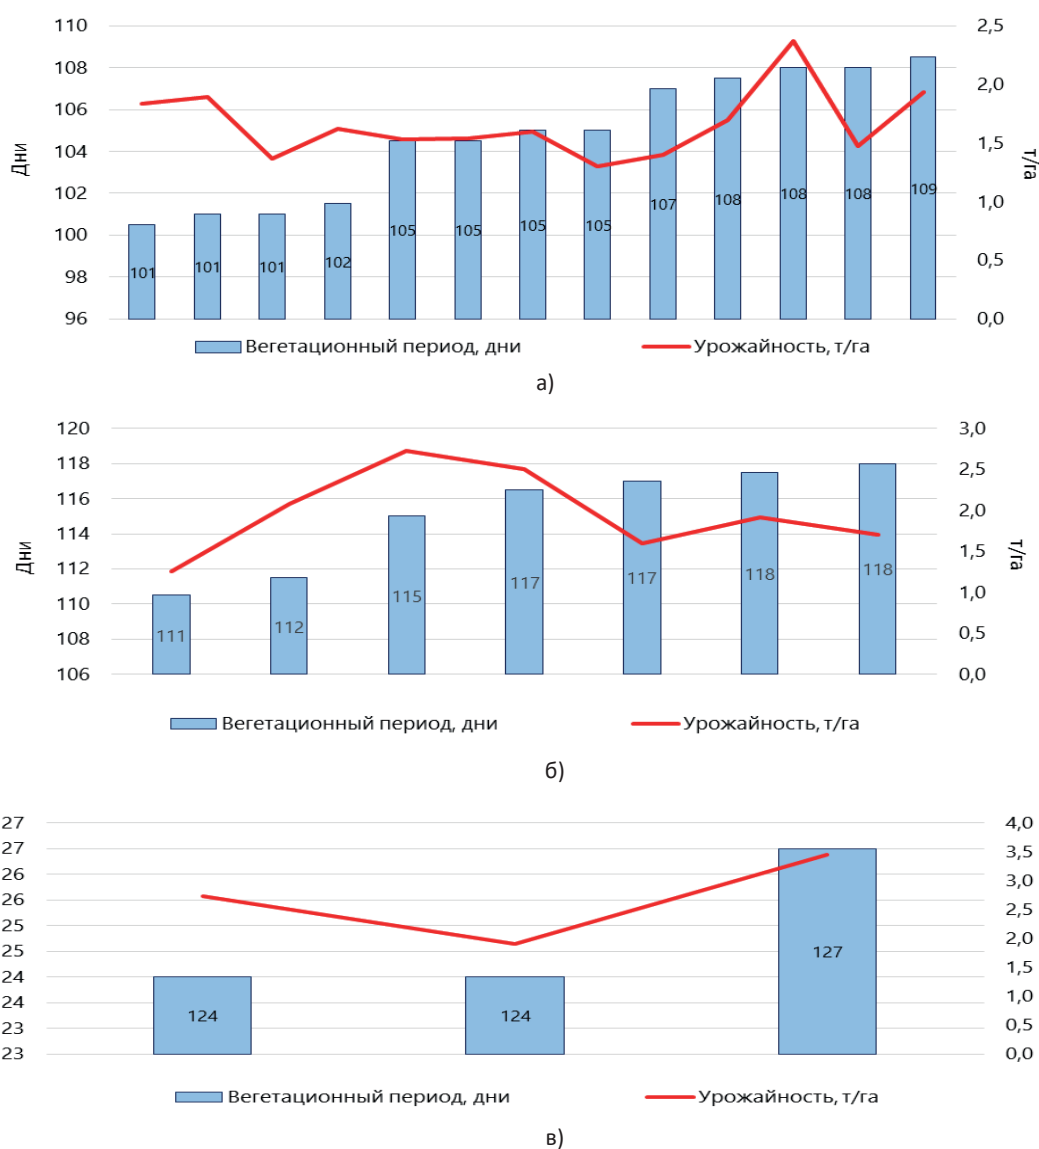 110 2,5
108 2,0
106
104 1,5
102 1,0
100
98 0,5
96 0,0
Дни
т/га
101 101 101 102 105 105 105 105 107 108 108 108 109
Вегетационный период, дни Урожайность, т/га
а)
120 3,0
118 2,5
116 2,0
114 1,5
112
110 1,0
108 0,5
106 0,0
Дни
т/га
111 112 115 117 117 118 118
Вегетационный период, дни Урожайность, т/га
б)
27 4,0
27 3,5
26 3,0
26 2,5
25 2,0
25 1,5
24 1,0
24 0,5
23 0,0
23
124 124 127
Вегетационный период, дни Урожайность, т/га
в)